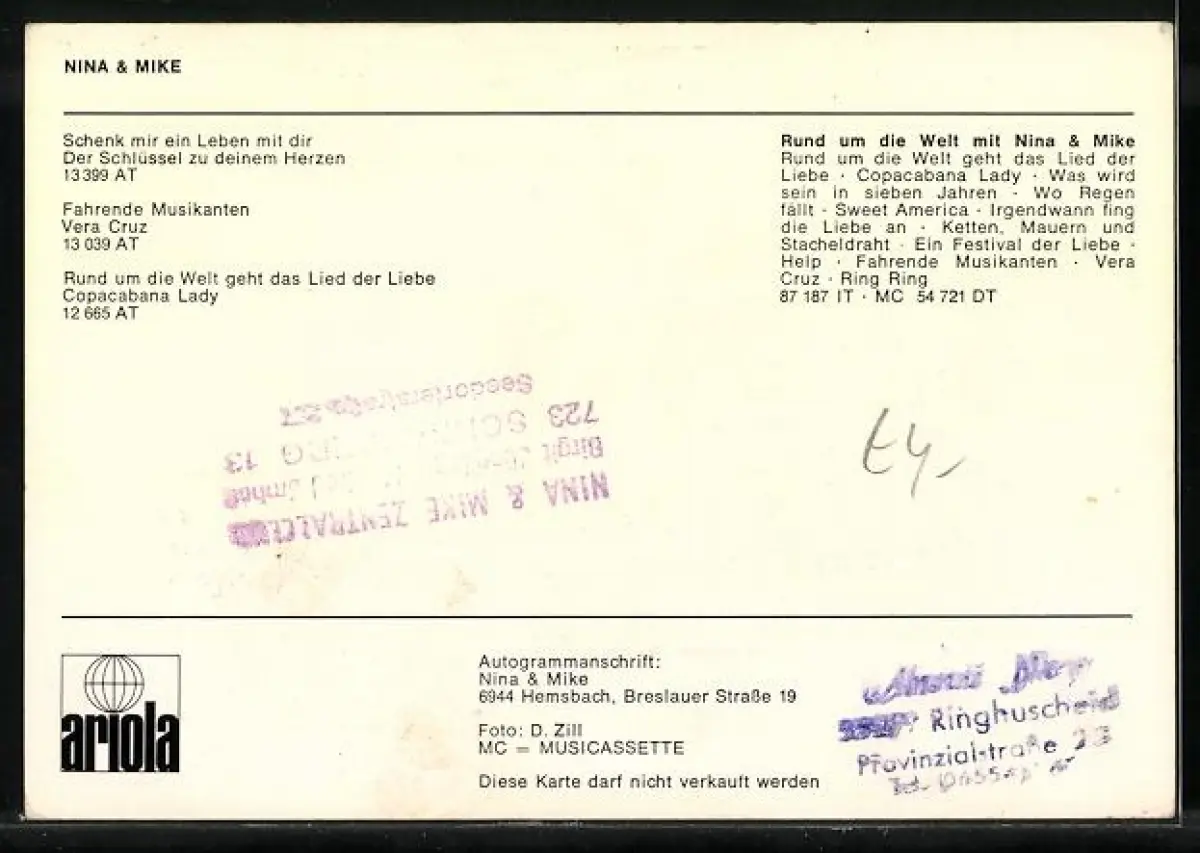 NINA & MIKE
Schenk mir ein Leben mit dir
Der Schlüssel zu deinem Herzen
13 399 AT
Fahrende Musikanten
Vera Cruz
13 039 AT
Rund um die Welt geht das Lied der Liebe
Copacabana Lady
12 665 AT
Rund um die Welt mit Nina & Mike
Rund um die Welt geht das Lied der
Liebe · Copacabana Lady · Was wird
sein in sieben Jahren · Wo Regen
fällt · Sweet America · Irgendwann fing
die Liebe an · Ketten, Mauern und
Stacheldraht · Ein Festival der Liebe ·
Help · Fahrende Musikanten · Vera
Cruz · Ring Ring
87 187 IT · MC 54 721 DT
NINA & MIKE
Birgit
723
13
ariola
Autogrammanschrift:
Nina & Mike
6944 Hemsbach, Breslauer Straße 19
Foto: D. Zill
MC = MUSICASSETTE
Diese Karte darf nicht verkauft werden
Ringhuscheid
Provinzialstraße 23